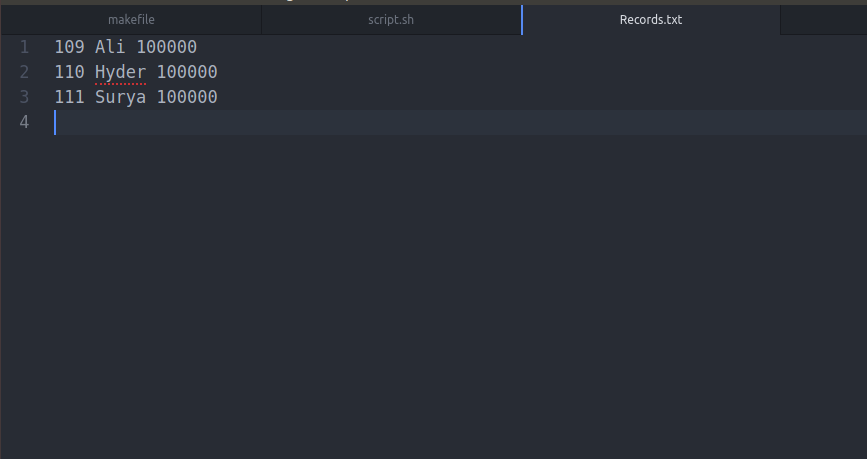 makefile script.sh Records.txt
1 109 Ali 100000
2 110 Hyder 100000
3 111 Surya 100000
4